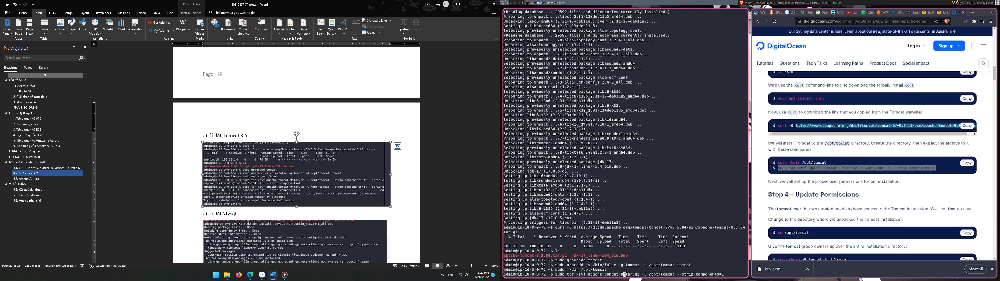 Picture Tools
20110467 (1).docx - Word
Hieu Trung HT
File Home Insert Draw Design Layout References Mailings Review View Help Picture Format Tell me what you want to do
Cover Page
Blank Page
Page Break
Table
Pictures
Shapes
Icons
3D Models
SmartArt
Chart
Screenshot
Get Add-ins
My Add-ins
Wikipedia
Online Videos
Link
Bookmark
Cross-reference
Comment
Header
Footer
Page Number
Text Box
Quick Parts
WordArt
Drop Cap
Signature Line
Date & Time
Object
Equation
Symbol
Pages Tables Illustrations Add-ins Media Links Comments Header & Footer Text Symbols
Navigation
Search document
Headings Pages Results
LỜI CẢM ƠN
PHẦN MỞ ĐẦU
1. Đặt vấn đề:
2. Giải pháp và mục tiêu:
3. Phạm vi đề tài:
PHẦN NỘI DUNG
I. Cơ sở lý thuyết
1. Tổng quan về VPC
2. Tính năng của VPC
3. Tổng quan về EC2
4. Đặc trưng của EC2
5. Tổng quan về Amazone Aurora
6. Tính năng của Amazone Aurora
II. Phân công công việc
III. GIỚI THIỆU WEBSITE
IV. Cài đặt các dịch vụ AWS
4.1. VPC - Tạo VPC public: 10.0.0.0/24 – private 1...
4.2. EC2 - Tạo EC2
4.3. Amzon Aurora
V. KẾT LUẬN
5.1. Kết quả đạt được
5.2. Hạn chế đồ án
5.3. Hướng phát triển
Page | 19
- Cài đặt Tomcat 8.5
Processing triggers for libc-bin (2.31-13+deb11u3) ...
admin@ip-10-0-0-184:~$ curl -o
admin@ip-10-0-0-184:~$ curl -O <dn.apache.org/tomcat/tomcat-8/v8.5.83/bin/apache-tomcat-8.5.83.tar.gz
% Total % Received % Xferd Average Speed Time Time Time Current
Dload Upload Total Spent Left Speed
100 10.1M 100 10.1M 0 0 79.7M 0 --:--:-- --:--:-- --:--:-- 79.7M
admin@ip-10-0-0-184:~$ ls
apache-tomcat-8.5.83.tar.gz jdk-17_linux-x64_bin.deb
admin@ip-10-0-0-184:~$ sudo groupadd tomcat
admin@ip-10-0-0-184:~$ sudo useradd -s /bin/false -g tomcat -d /opt/tomcat tomcat
admin@ip-10-0-0-184:~$ sudo mkdir /opt/tomcat
admin@ip-10-0-0-184:~$ sudo tar xzvf apache-tomcat-9*tar.gz -C /opt/tomcat --strip-components=1t --strip-c
omponents=1 admin@ip-10-0-0-184:~$ t --strip-components=1
admin@ip-10-0-0-184:~$ sudo tar xzvf apache-tomcat-9*tar.gz -C /opt/tomcat --strip-components=1t --strip>a
dmin@ip-10-0-0-184:~$ -components=1t --strip-components=1 ad
min@ip-10-0-0-184:~$ sudo tar xzvf apache-tomcat-8*tar.gz -C /opt/tomcat --strip-components=1-componen>
tar: 1-components=1t: Invalid number of elements
Try 'tar --help' or 'tar --usage' for more information.
admin@ip-10-0-0-184:~$
- Cài đặt Mysql
admin@ip-10-0-0-184:~$ sudo apt install ./mysql-apt-config_0.8.24-1_all.deb
Reading package lists... Done
Building dependency tree... Done
Reading state information... Done
Note, selecting 'mysql-apt-config' instead of './mysql-apt-config_0.8.24-1_all.deb'
The following additional packages will be installed:
dirmngr gnupg gnupg-l10n gnupg-utils gpg gpg-agent gpg-wks-client gpg-wks-server gpgconf gpgsm gpgv
libassuan0 libksba8 libnpth0 pinentry-curses
Suggested packages:
dbus-user-session pinentry-gnome3 tor parcimonie xloadimage scdaemon pinentry-doc
The following NEW packages will be installed:
dirmngr gnupg gnupg-l10n gnupg-utils gpg gpg-agent gpg-wks-client gpg-wks-server gpgconf gpgsm
Page 20 of 23 2359 words English (United States) Accessibility: Investigate Display Settings 120%
ENG 2:22 PM
11/28/2022
1 2 3 4 5 admin@ip-10-0-0-72: ~
How To Install Apache Tomcat 9 on Debian 10 | DigitalOcean - Brave
Mon Nov 28, 12:35
(Reading database ... 29592 files and directories currently installed.)
Preparing to unpack .../libc6_2.31-13+deb11u5_amd64.deb ...
Unpacking libc6:amd64 (2.31-13+deb11u5) over (2.31-13+deb11u3) ...
Setting up libc6:amd64 (2.31-13+deb11u5) ...
Selecting previously unselected package alsa-topology-conf.
(Reading database ... 29592 files and directories currently installed.)
Preparing to unpack .../0-alsa-topology-conf_1.2.4-1_all.deb ...
Unpacking alsa-topology-conf (1.2.4-1) ...
Selecting previously unselected package libasound2-data.
Preparing to unpack .../1-libasound2-data_1.2.4-1.1_all.deb ...
Unpacking libasound2-data (1.2.4-1.1) ...
Selecting previously unselected package libasound2:amd64.
Preparing to unpack .../2-libasound2_1.2.4-1.1_amd64.deb ...
Unpacking libasound2:amd64 (1.2.4-1.1) ...
Selecting previously unselected package alsa-ucm-conf.
Preparing to unpack .../3-alsa-ucm-conf_1.2.4-2_all.deb ...
Unpacking alsa-ucm-conf (1.2.4-2) ...
Selecting previously unselected package libc6-i386.
Preparing to unpack .../4-libc6-i386_2.31-13+deb11u5_amd64.deb ...
Unpacking libc6-i386 (2.31-13+deb11u5) ...
Selecting previously unselected package libc6-x32.
Preparing to unpack .../5-libc6-x32_2.31-13+deb11u5_amd64.deb ...
Unpacking libc6-x32 (2.31-13+deb11u5) ...
Selecting previously unselected package libxi6:amd64.
Preparing to unpack .../6-libxi6_2%3a1.7.10-1_amd64.deb ...
Unpacking libxi6:amd64 (2:1.7.10-1) ...
Selecting previously unselected package libxrender1:amd64.
Preparing to unpack .../7-libxrender1_1%3a0.9.10-1_amd64.deb ...
Unpacking libxrender1:amd64 (1:0.9.10-1) ...
Selecting previously unselected package libxtst6:amd64.
Preparing to unpack .../8-libxtst6_2%3a1.2.3-1_amd64.deb ...
Unpacking libxtst6:amd64 (2:1.2.3-1) ...
Selecting previously unselected package jdk-17.
Preparing to unpack .../9-jdk-17_linux-x64_bin.deb ...
Unpacking jdk-17 (17.0.5-ga) ...
Setting up libxi6:amd64 (2:1.7.10-1) ...
Setting up libxrender1:amd64 (1:0.9.10-1) ...
Setting up libxtst6:amd64 (2:1.2.3-1) ...
Setting up libc6-x32 (2.31-13+deb11u5) ...
Setting up libasound2-data (1.2.4-1.1) ...
Setting up alsa-topology-conf (1.2.4-1) ...
Setting up libasound2:amd64 (1.2.4-1.1) ...
Setting up libc6-i386 (2.31-13+deb11u5) ...
Setting up alsa-ucm-conf (1.2.4-2) ...
Setting up jdk-17 (17.0.5-ga) ...
Processing triggers for libc-bin (2.31-13+deb11u3) ...
admin@ip-10-0-0-72:~$ curl -O https://dlcdn.apache.org/tomcat/tomcat-8/v8.5.84/bin/apache-tomcat-8.5.84.
tar.gz
% Total % Received % Xferd Average Speed Time Time Time Current
Dload Upload Total Spent Left Speed
100 10.1M 100 10.1M 0 0 111M 0 --:--:-- --:--:-- --:--:-- 111M
admin@ip-10-0-0-72:~$ ls
apache-tomcat-8.5.84.tar.gz jdk-17_linux-x64_bin.deb
admin@ip-10-0-0-72:~$ sudo groupadd tomcat
admin@ip-10-0-0-72:~$ sudo useradd -s /bin/false -g tomcat -d /opt/tomcat tomcat
admin@ip-10-0-0-72:~$ sudo mkdir /opt/tomcat
admin@ip-10-0-0-72:~$ sudo tar xzvf apache-tomcat-8*tar.gz -C /opt/tomcat --strip-components=1
digitalocean.com/community/tutorials/how-to-install-apache-tomc...
Our Sydney data center is here! Learn about our new, state-of-the-art data center in Australia →
DigitalOcean
Log in
Sign up
Tutorials Questions Tech Talks Learning Paths Product Docs Social Impact
$ cd /tmp
Copy
We'll use the curl command-line tool to download the tarball. Install curl:
$ sudo apt install curl
Copy
Now, use curl to download the link that you copied from the Tomcat website:
$ curl -O http://www-eu.apache.org/dist/tomcat/tomcat-9/v9.0.11/bin/apache-tomcat-9.0
Copy
We will install Tomcat to the /opt/tomcat directory. Create the directory, then extract the archive to it
with these commands:
$ sudo mkdir /opt/tomcat
Copy
$ sudo tar xzvf apache-tomcat-9*tar.gz -C /opt/tomcat --strip-components=1
Next, we will set up the proper user permissions for our installation.
Step 4 – Update Permissions
The tomcat user that we created needs to have access to the Tomcat installation. We'll set that up now.
Change to the directory where we unpacked the Tomcat installation:
$ cd /opt/tomcat
Copy
Give the tomcat group ownership over the entire installation directory:
$ sudo chgrp -R tomcat /opt/tomcat
Copy
key.pem
Show all